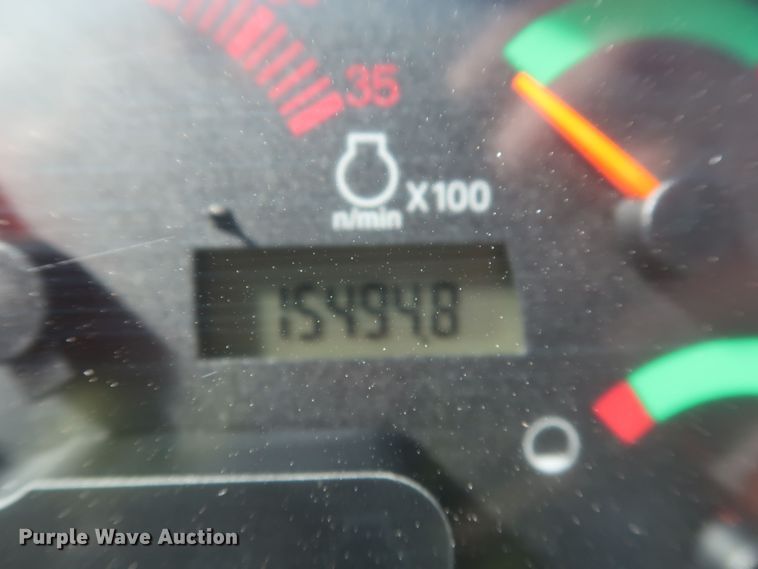 35
X100
n/min
154948
Purple Wave Auction